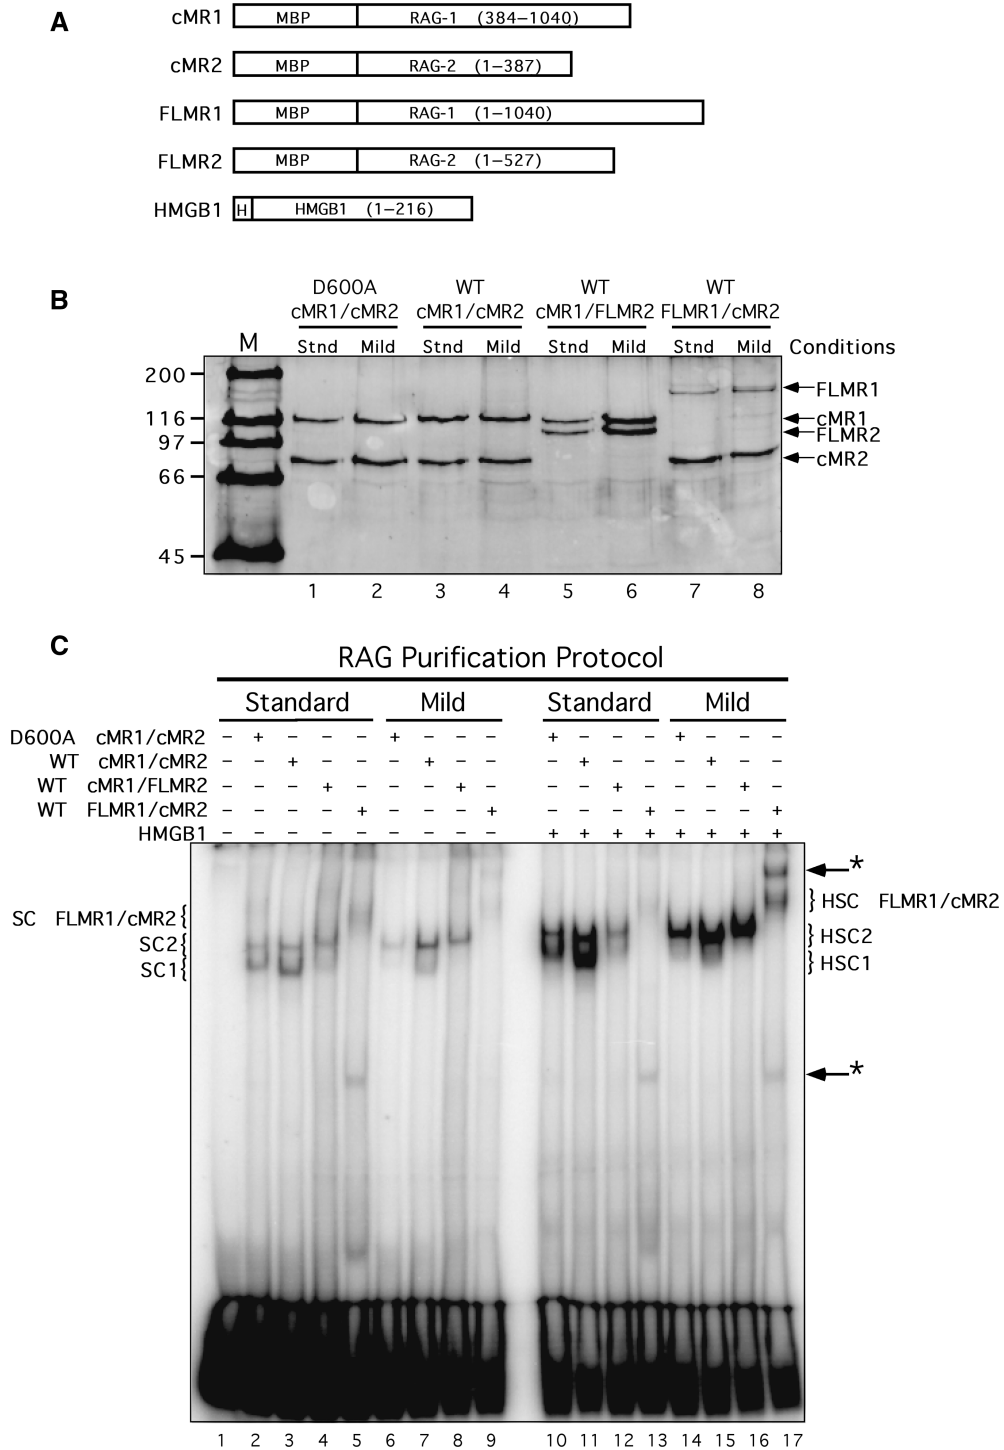 A
cMR1 MBP RAG-1 (384–1040)
cMR2 MBP RAG-2 (1–387)
FLMR1 MBP RAG-1 (1–1040)
FLMR2 MBP RAG-2 (1–527)
HMGB1 H HMGB1 (1–216)
B
D600A WT WT WT
cMR1/cMR2 cMR1/cMR2 cMR1/FLMR2 FLMR1/cMR2
M Stnd Mild Stnd Mild Stnd Mild Stnd Mild Conditions
200
FLMR1
116 cMR1
97 FLMR2
cMR2
66
45
1 2 3 4 5 6 7 8
C
RAG Purification Protocol
Standard Mild Standard Mild
D600A cMR1/cMR2 – + – – – + – – – + – – – + – – –
WT cMR1/cMR2 – – + – – – + – – – + – – – + – –
WT cMR1/FLMR2 – – – + – – – + – – – + – – – + –
WT FLMR1/cMR2 – – – – + – – – + – – – + – – – +
HMGB1 – – – – – – – – – + + + + + + + +
*
HSC FLMR1/cMR2
SC FLMR1/cMR2
SC2 HSC2
SC1 HSC1
*
1 2 3 4 5 6 7 8 9 10 11 12 13 14 15 16 17